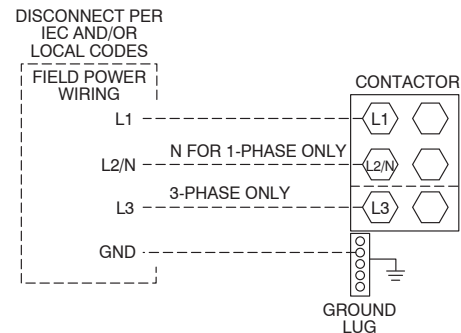 DISCONNECT PER
IEC AND/OR
LOCAL CODES
FIELD POWER
WIRING
CONTACTOR
L1
L1
N FOR 1-PHASE ONLY
L2/N
L2/N
3-PHASE ONLY
L3
L3
GND
GROUND
LUG